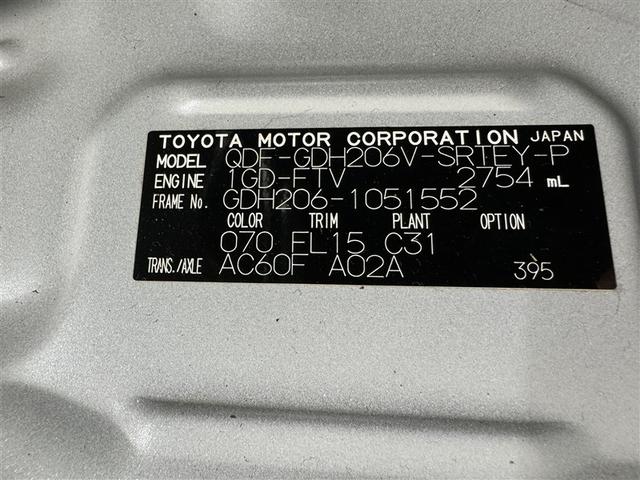 TOYOTA MOTOR CORPORATION JAPAN
MODEL QDF-GDH206V-SRTEY-P
ENGINE 1GD-FTV 2754 mL
FRAME No. GDH206-1051552
COLOR TRIM PLANT OPTION
070 FL15 C31
TRANS./AXLE AC60F A02A 395